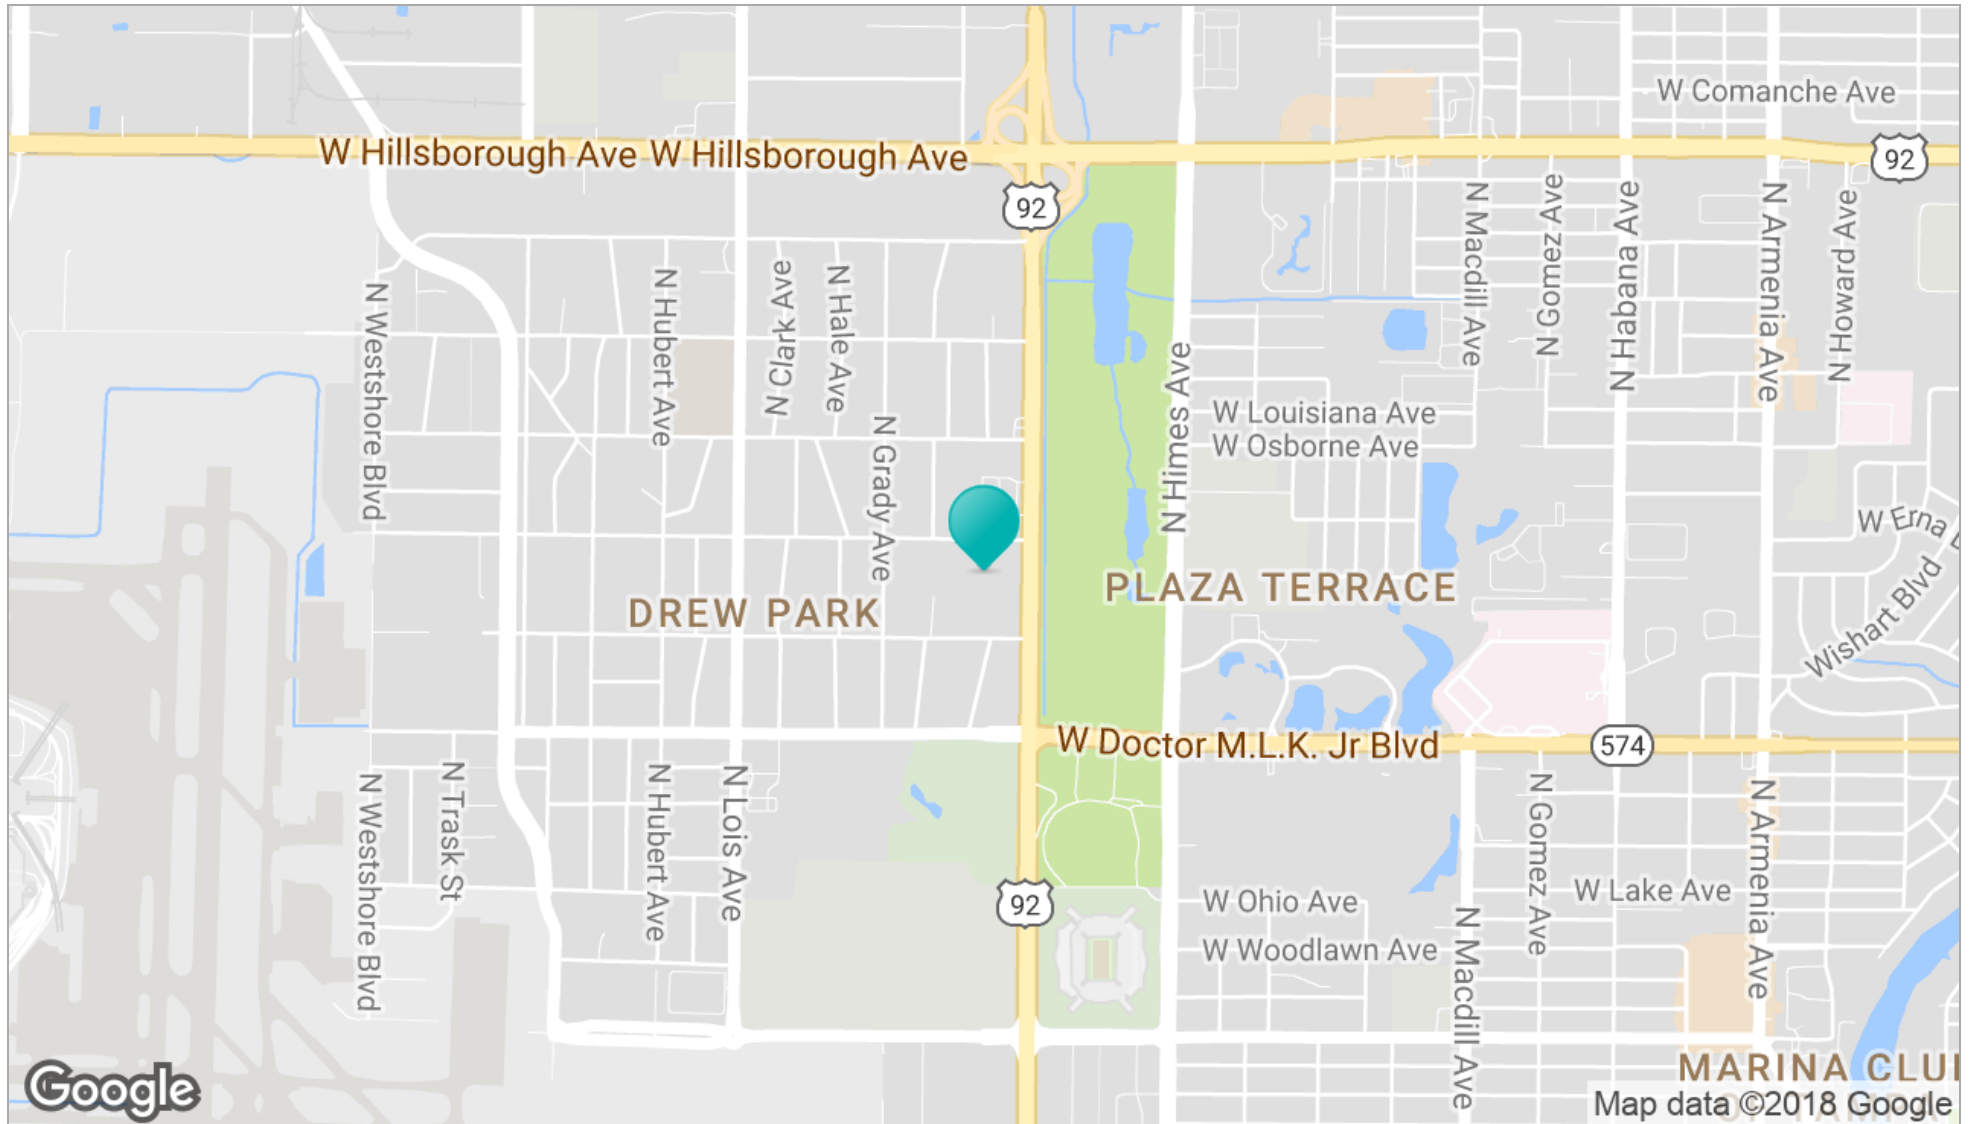 W Comanche Ave
W Hillsborough Ave W Hillsborough Ave
92
92
N Westshore Blvd
N Hubert Ave
N Clark Ave
N Hale Ave
N Grady Ave
N Himes Ave
N Macdill Ave
N Gomez Ave
N Habana Ave
N Armenia Ave
N Howard Ave
W Louisiana Ave
W Osborne Ave
W Erna
Wishart Blvd
DREW PARK
PLAZA TERRACE
W Doctor M.L.K. Jr Blvd
574
N Westshore Blvd
N Trask St
N Hubert Ave
N Lois Ave
92
W Ohio Ave
W Woodlawn Ave
N Macdill Ave
N Gomez Ave
W Lake Ave
N Armenia Ave
MARINA CLU
Google
Map data ©2018 Google